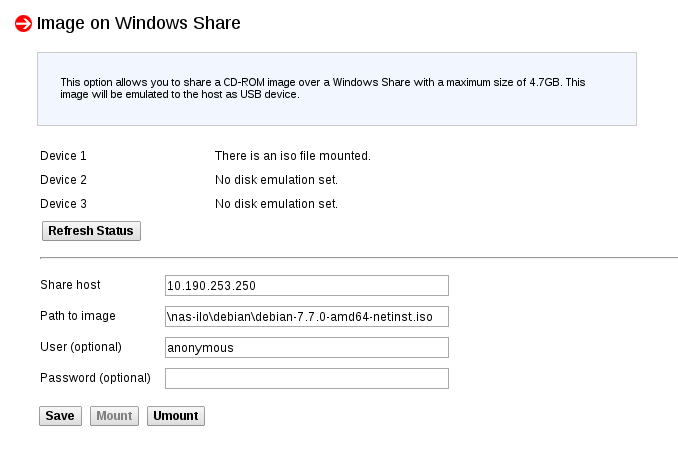 Image on Windows Share
This option allows you to share a CD-ROM image over a Windows Share with a maximum size of 4.7GB. This
image will be emulated to the host as USB device.
Device 1 There is an iso file mounted.
Device 2 No disk emulation set.
Device 3 No disk emulation set.
Refresh Status
Share host 10.190.253.250
Path to image \nas-ilo\debian\debian-7.7.0-amd64-netinst.iso
User (optional) anonymous
Password (optional)
Save Mount Umount